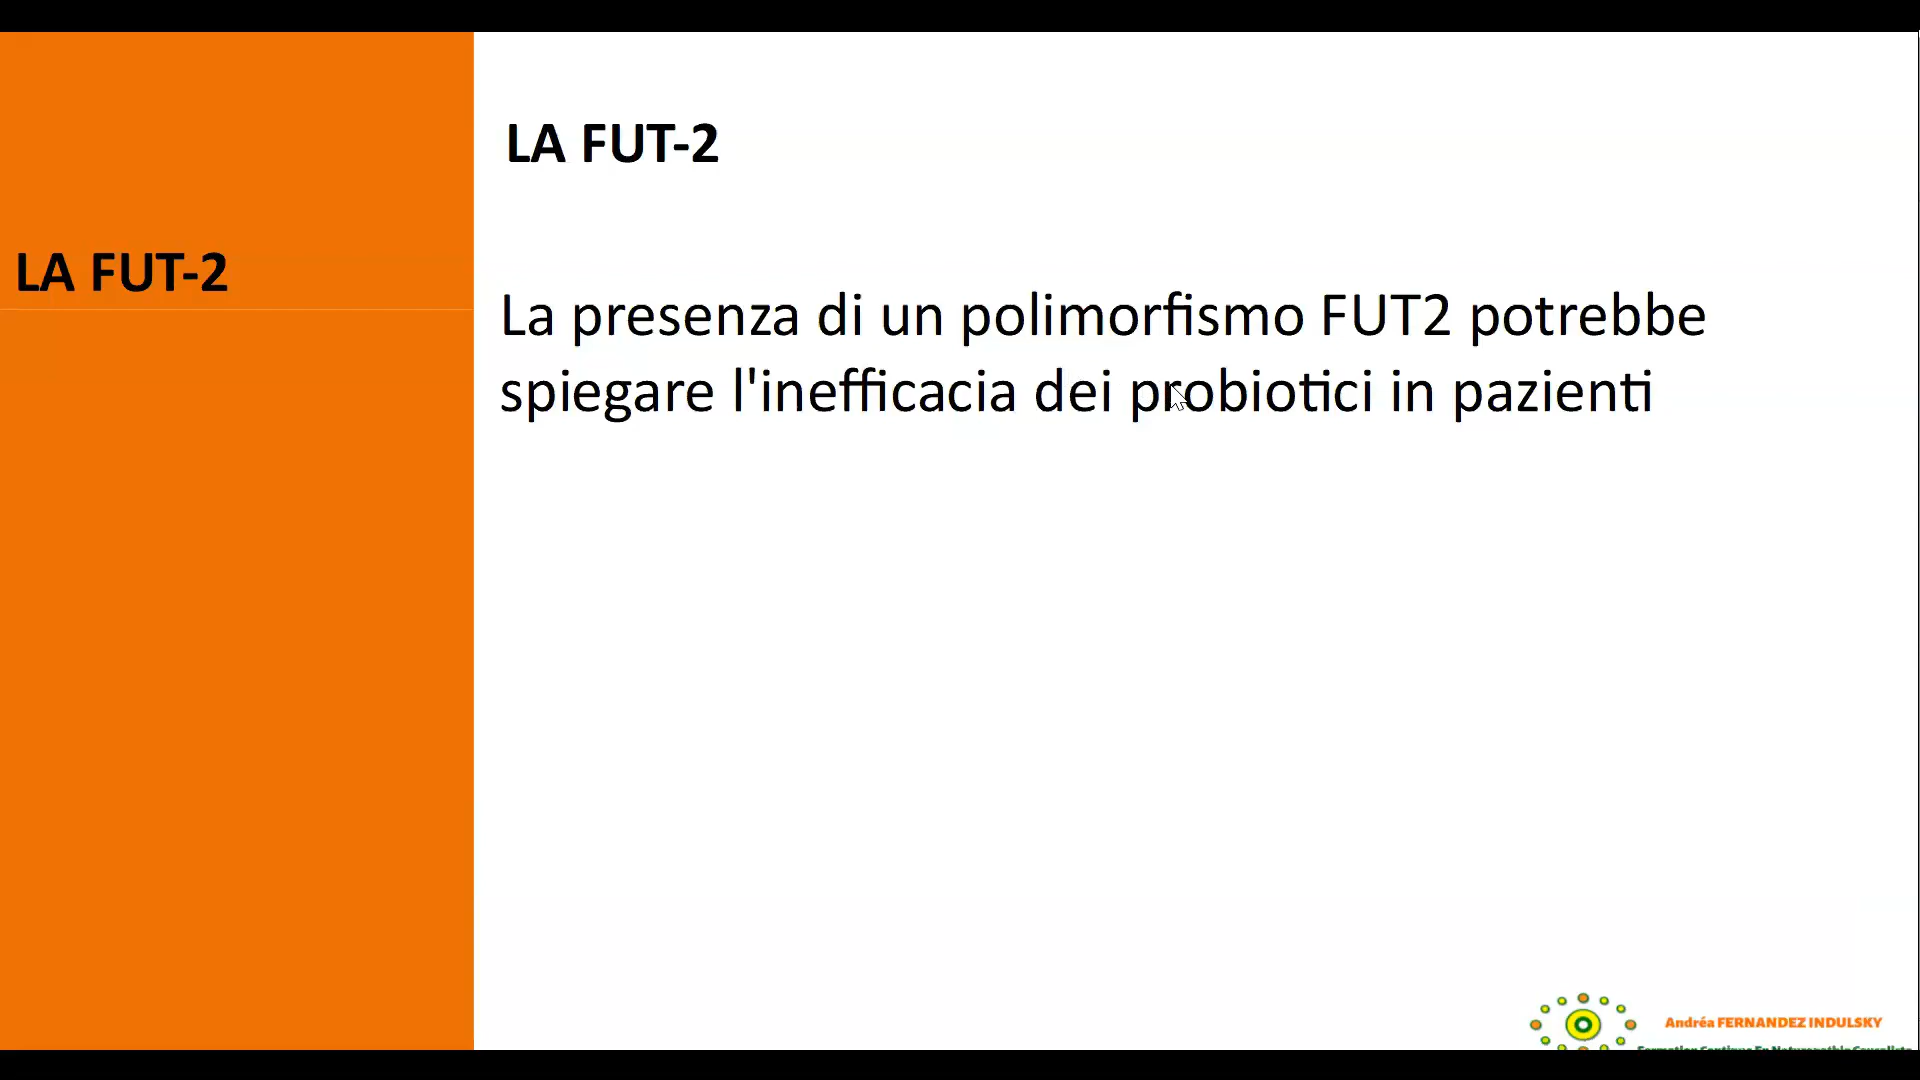 LA FUT-2
LA FUT-2
La presenza di un polimorfismo FUT2 potrebbe
spiegare l'inefficacia dei probiotici in pazienti
Andréa FERNANDEZ INDULSKY